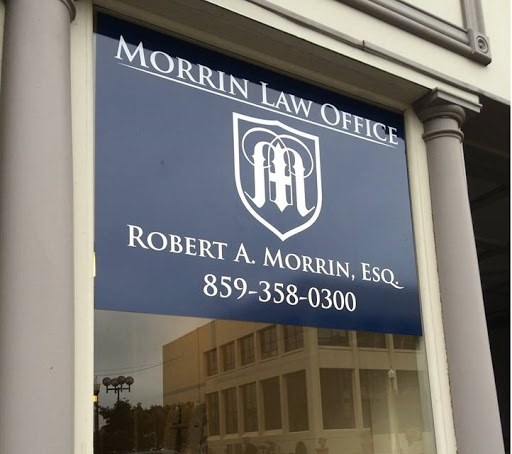 Morrin Law Office
M
Robert A. Morrin, Esq.
859-358-0300